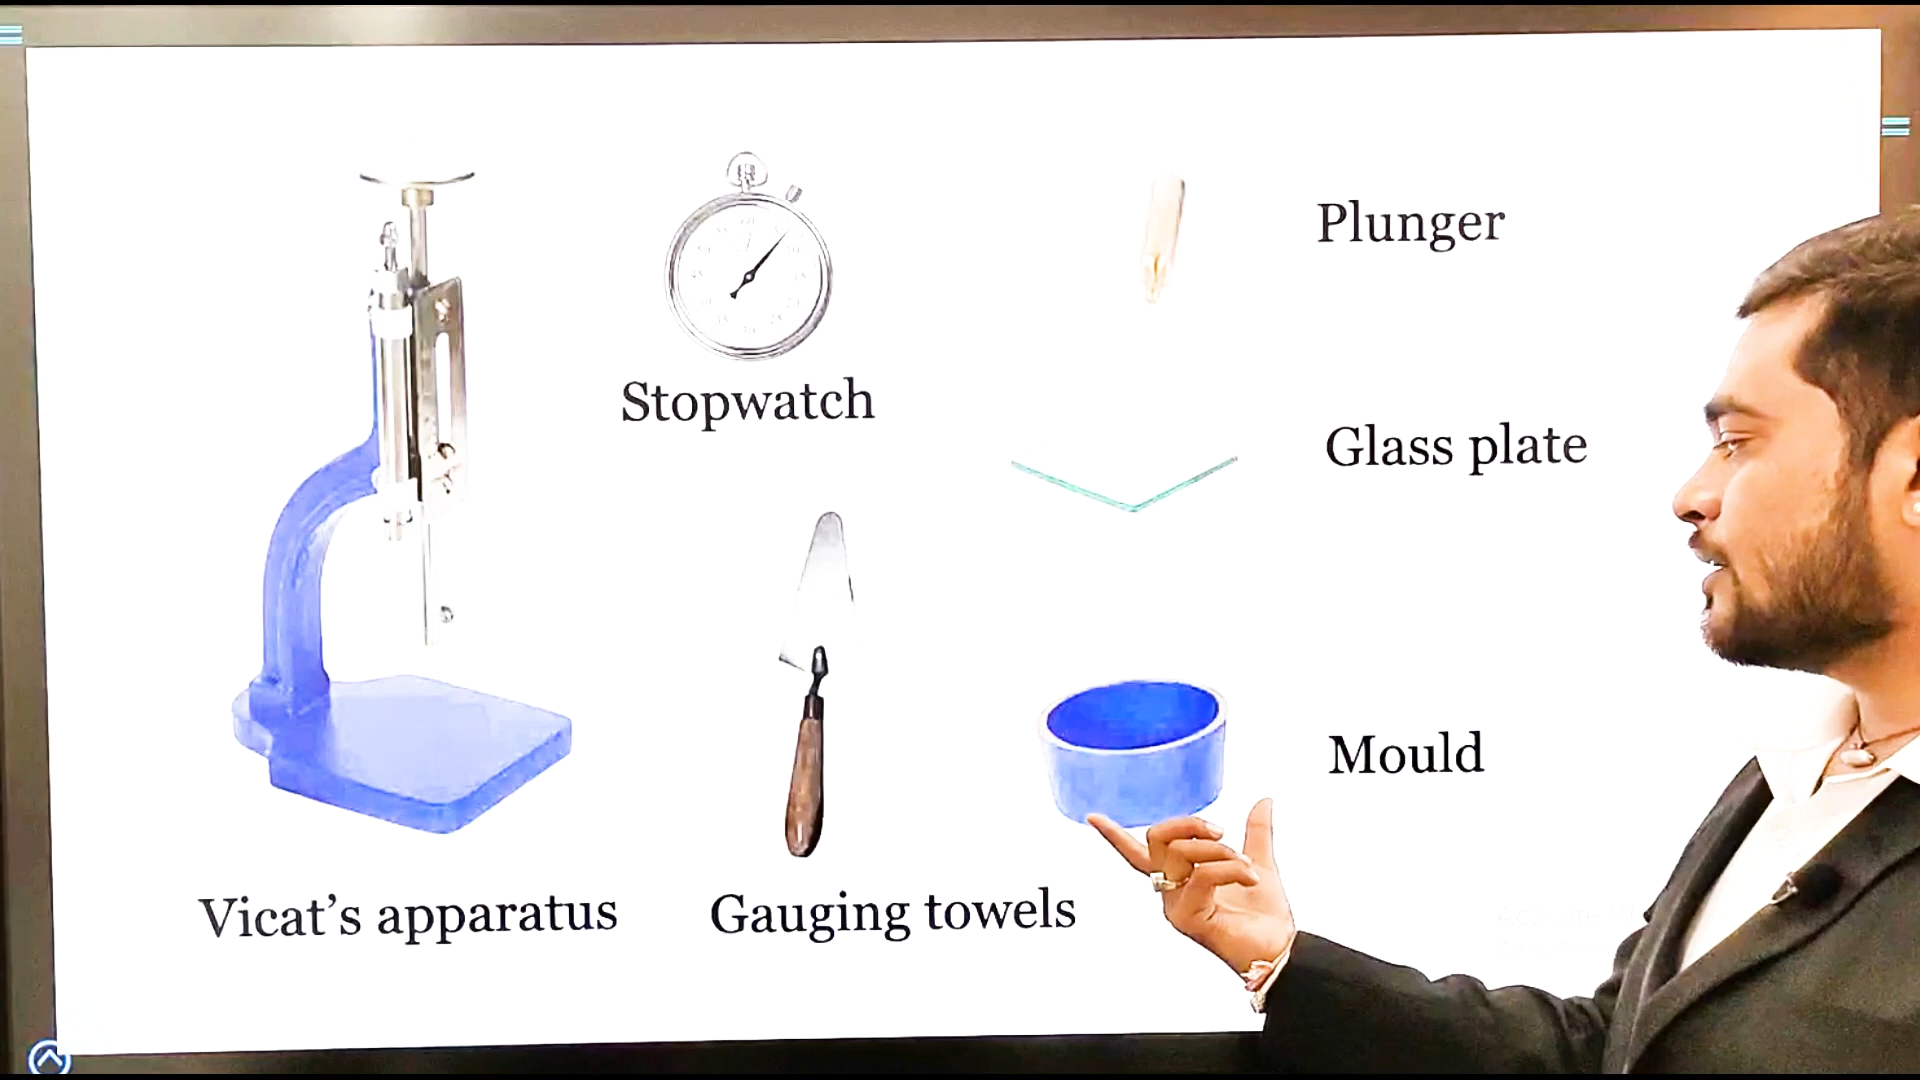 Plunger
Stopwatch
Glass plate
Mould
Vicat's apparatus
Gauging towels